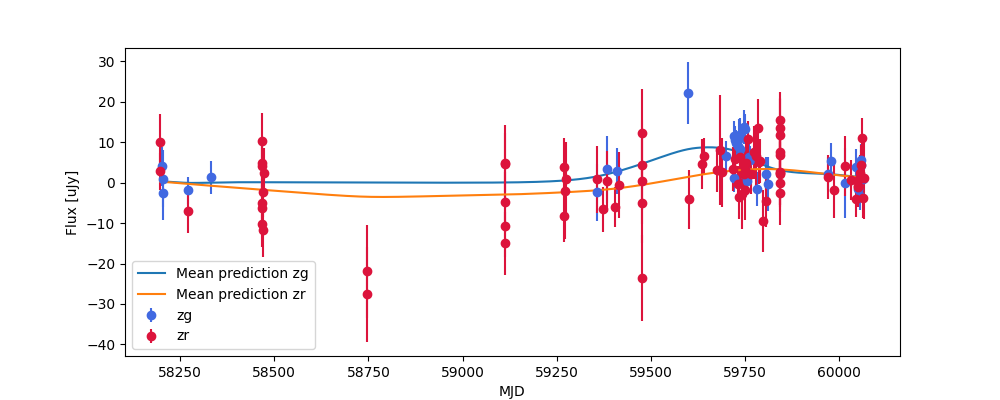 30
20
10
0
−10
−20
−30
−40
Flux [uJy]
Mean prediction zg
Mean prediction zr
zg
zr
58250 58500 58750 59000 59250 59500 59750 60000
MJD